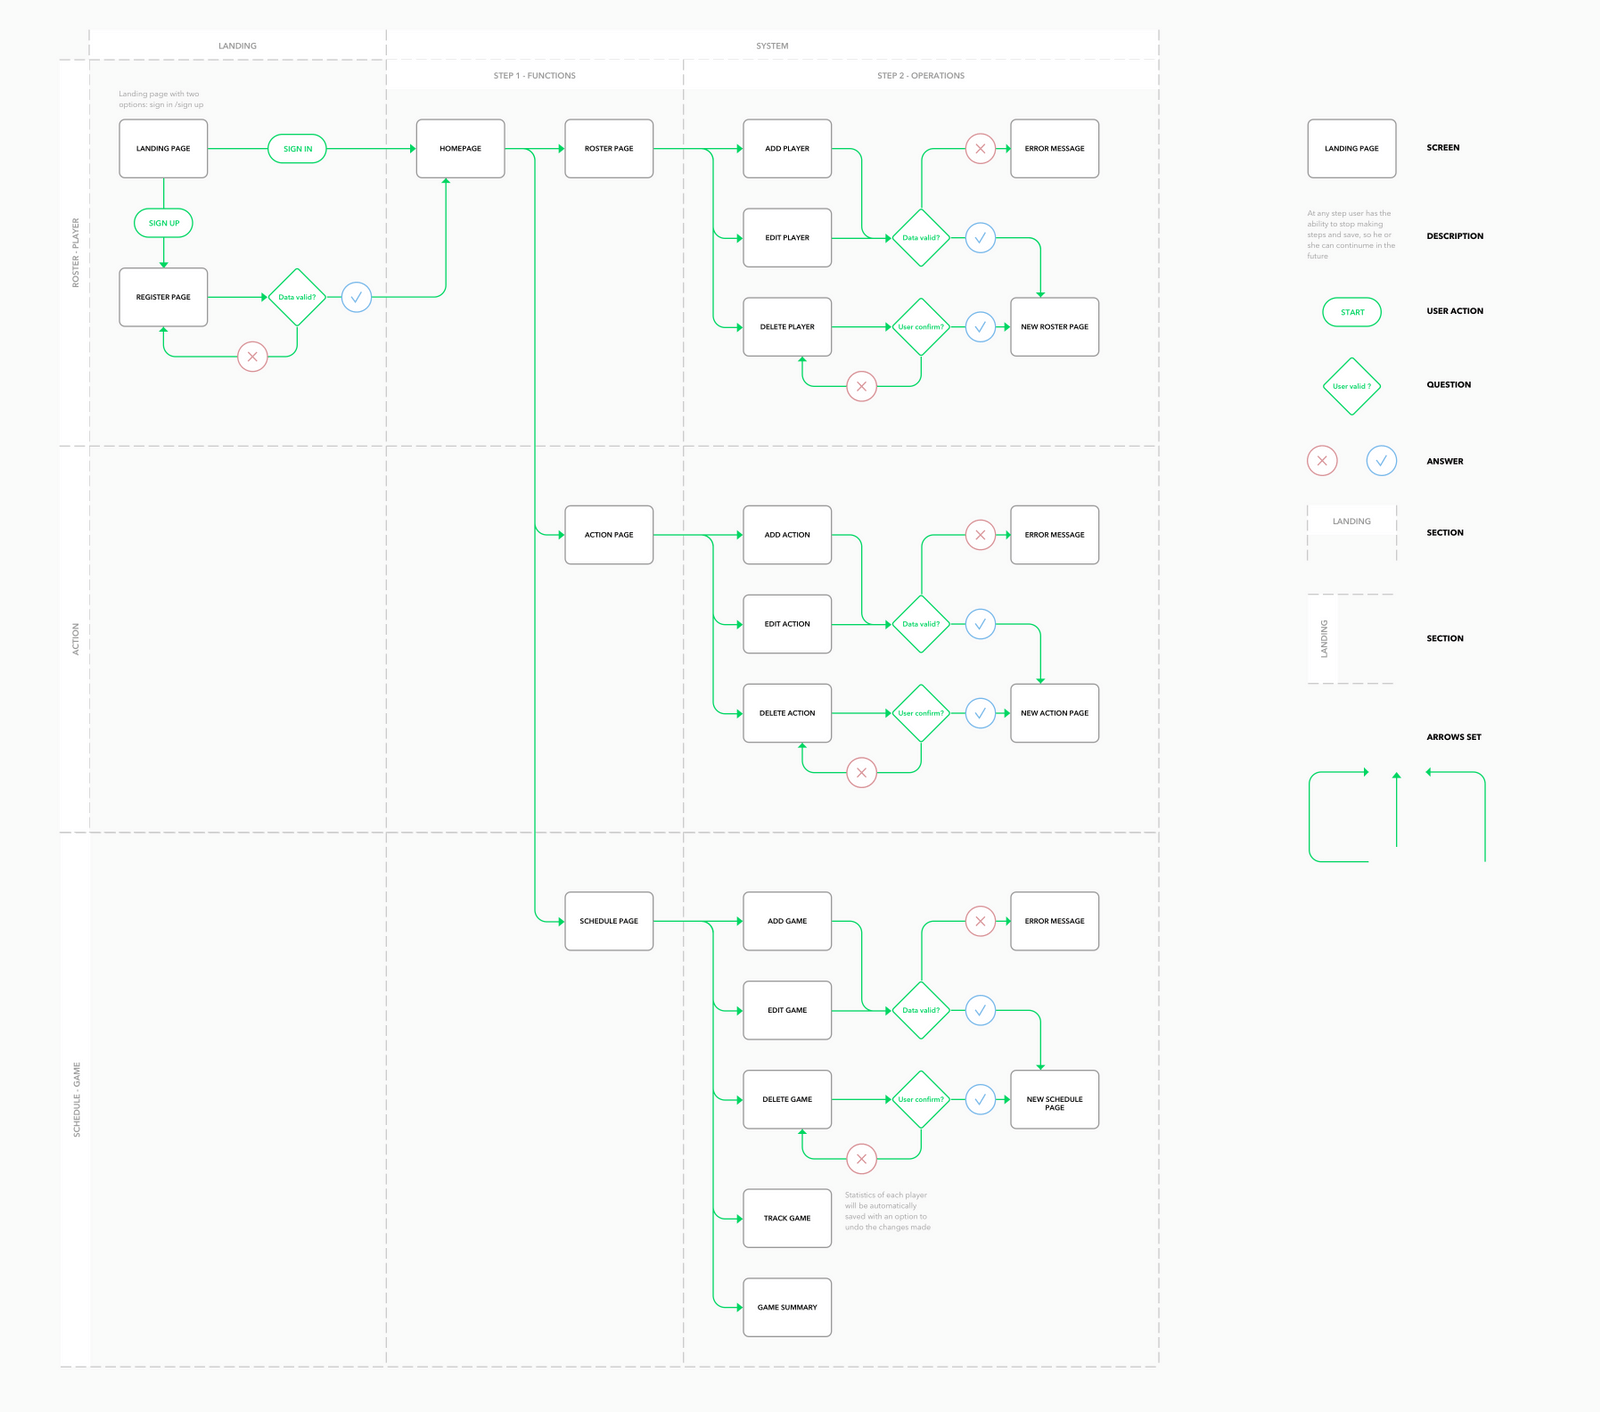 LANDING
SYSTEM
STEP 1 - FUNCTIONS
STEP 2 - OPERATIONS
ROSTER - PLAYER
Landing page with two
options: sign in /sign up
LANDING PAGE
SIGN IN
HOMEPAGE
ROSTER PAGE
ADD PLAYER
ERROR MESSAGE
SIGN UP
EDIT PLAYER
Data valid?
REGISTER PAGE
Data valid?
DELETE PLAYER
User confirm?
NEW ROSTER PAGE
ACTION
ACTION PAGE
ADD ACTION
ERROR MESSAGE
EDIT ACTION
Data valid?
DELETE ACTION
User confirm?
NEW ACTION PAGE
SCHEDULE - GAME
SCHEDULE PAGE
ADD GAME
ERROR MESSAGE
EDIT GAME
Data valid?
DELETE GAME
User confirm?
NEW SCHEDULE
PAGE
TRACK GAME
Statistics of each player
will be automatically
saved with an option to
undo the changes made
GAME SUMMARY
LANDING PAGE
SCREEN
At any step user has the
ability to stop making
steps and save, so he or
she can continume in the
future
DESCRIPTION
START
USER ACTION
User valid ?
QUESTION
ANSWER
LANDING
SECTION
LANDING
SECTION
ARROWS SET